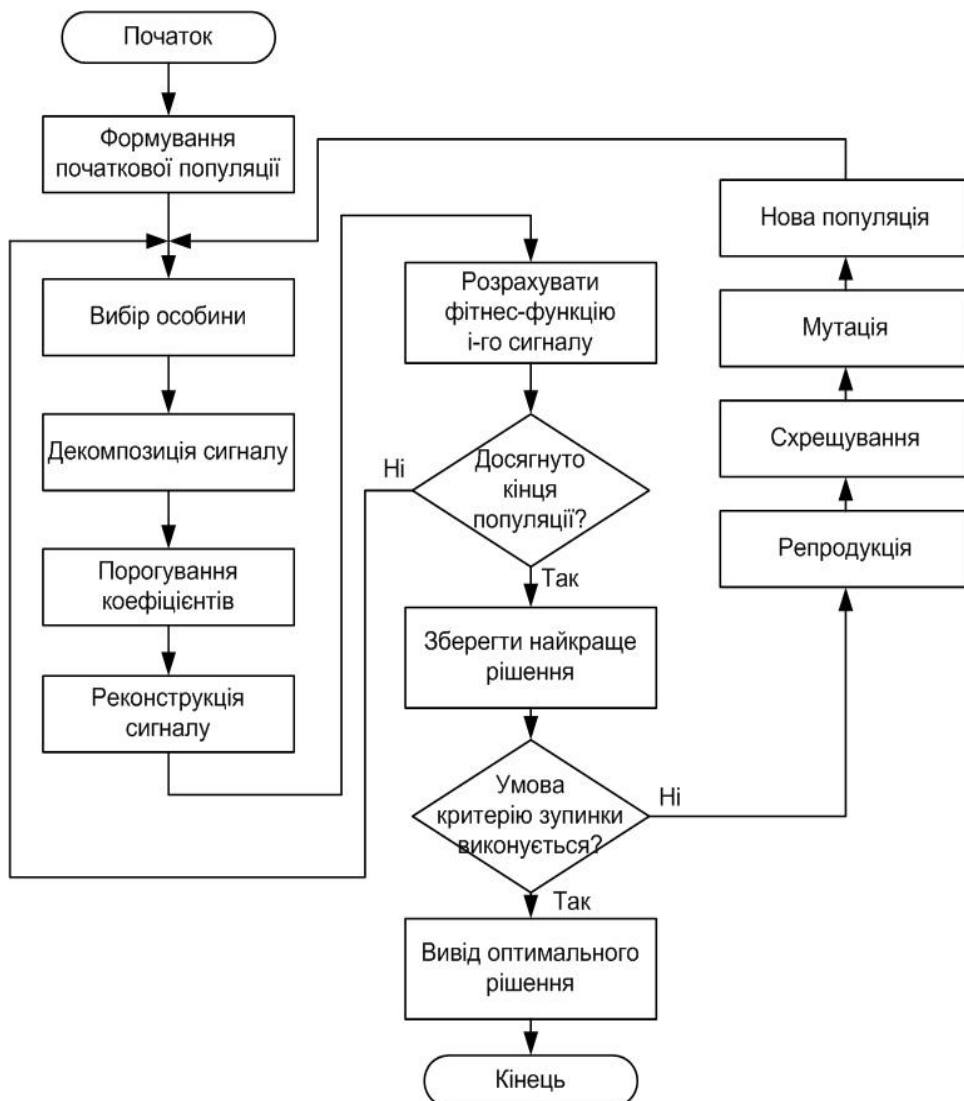 Початок
Формування
початкової популяції
Вибір особини
Декомпозиція сигналу
Порогування
коефіцієнтів
Реконструкція
сигналу
Розрахувати
фітнес-функцію
і-го сигналу
Досягнуто
кінця
популяції?
Ні
Так
Зберегти найкраще
рішення
Умова
критерію зупинки
виконується?
Ні
Так
Вивід оптимального
рішення
Кінець
Нова популяція
Мутація
Схрещування
Репродукція